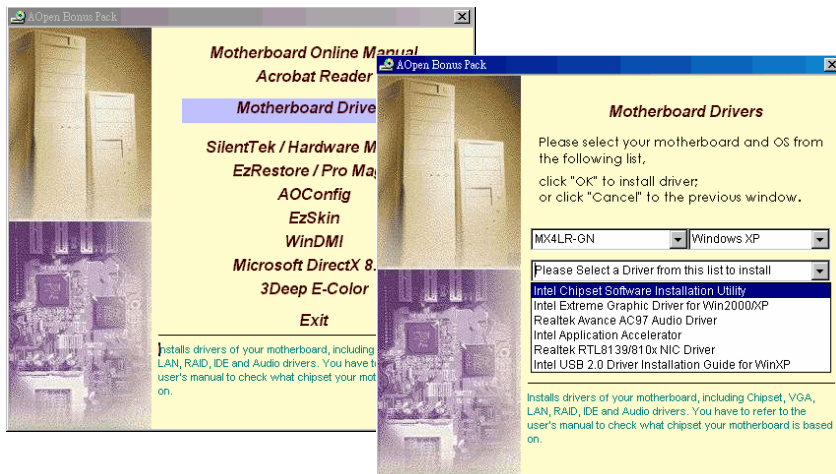 AOpen Bonus Pack
Motherboard Online Manual
Acrobat Reader
Motherboard Drive
SilentTek / Hardware M
EzRestore / Pro Ma
AOConfig
EzSkin
WinDMI
Microsoft DirectX 8.
3Deep E-Color
Exit
Installs drivers of your motherboard, including
LAN, RAID, IDE and Audio drivers. You have t
user's manual to check what chipset your mot
on.
AOpen Bonus Pack
Motherboard Drivers
Please select your motherboard and OS from
the following list,
click "OK" to install driver;
or click "Cancel" to the previous window.
MX4LR-GN Windows XP
Please Select a Driver from this list to install
Intel Chipset Software Installation Utility
Intel Extreme Graphic Driver for Win2000/XP
Realtek Avance AC97 Audio Driver
Intel Application Accelerator
Realtek RTL8139/810x NIC Driver
Intel USB 2.0 Driver Installation Guide for WinXP
Installs drivers of your motherboard, including Chipset, VGA,
LAN, RAID, IDE and Audio drivers. You have to refer to the
user's manual to check what chipset your motherboard is based
on.